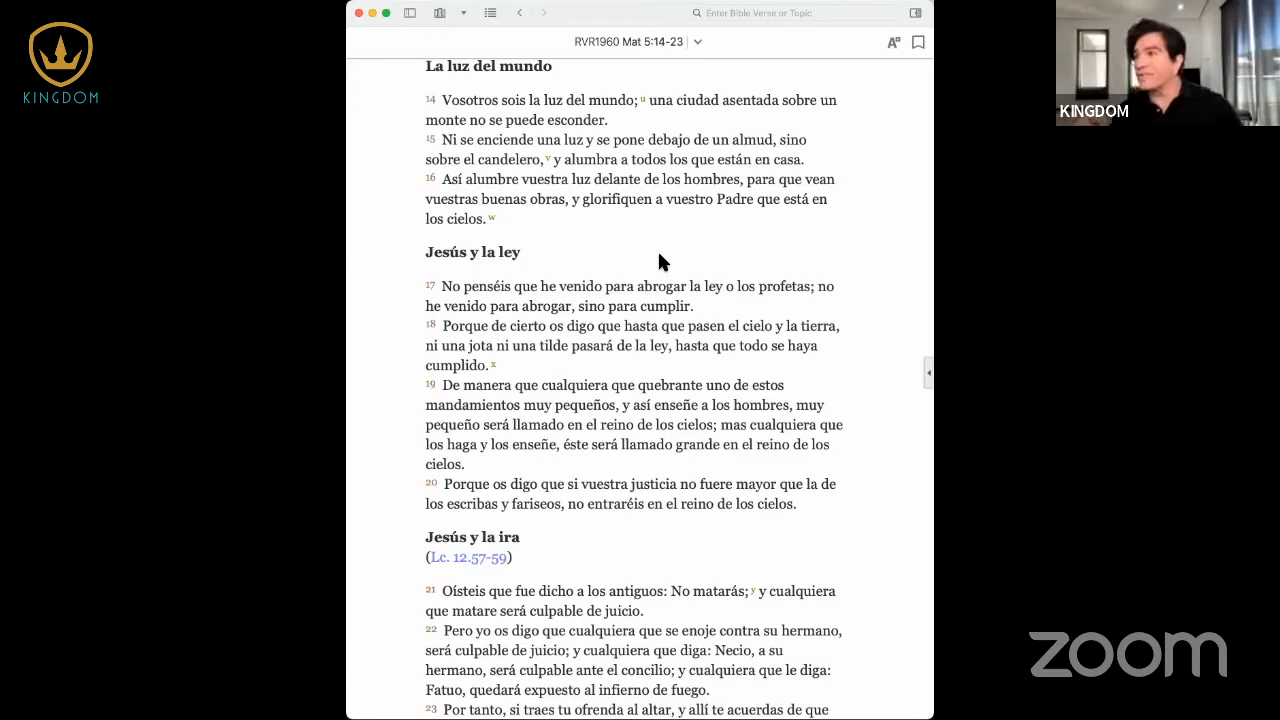 KINGDOM
Enter Bible Verse or Topic
RVR1960 Mat 5:14-23
KINGDOM
La luz del mundo
14 Vosotros sois la luz del mundo; u una ciudad asentada sobre un
monte no se puede esconder.
15 Ni se enciende una luz y se pone debajo de un almud, sino
sobre el candelero, v y alumbra a todos los que están en casa.
16 Así alumbre vuestra luz delante de los hombres, para que vean
vuestras buenas obras, y glorifiquen a vuestro Padre que está en
los cielos. w
Jesús y la ley
17 No penséis que he venido para abrogar la ley o los profetas; no
he venido para abrogar, sino para cumplir.
18 Porque de cierto os digo que hasta que pasen el cielo y la tierra,
ni una jota ni una tilde pasará de la ley, hasta que todo se haya
cumplido. x
19 De manera que cualquiera que quebrante uno de estos
mandamientos muy pequeños, y así enseñe a los hombres, muy
pequeño será llamado en el reino de los cielos; mas cualquiera que
los haga y los enseñe, éste será llamado grande en el reino de los
cielos.
20 Porque os digo que si vuestra justicia no fuere mayor que la de
los escribas y fariseos, no entraréis en el reino de los cielos.
Jesús y la ira
(Lc. 12.57-59)
21 Oísteis que fue dicho a los antiguos: No matarás; y y cualquiera
que matare será culpable de juicio.
22 Pero yo os digo que cualquiera que se enoje contra su hermano,
será culpable de juicio; y cualquiera que diga: Necio, a su
hermano, será culpable ante el concilio; y cualquiera que le diga:
Fatuo, quedará expuesto al infierno de fuego.
23 Por tanto, si traes tu ofrenda al altar, y allí te acuerdas de que
zoom